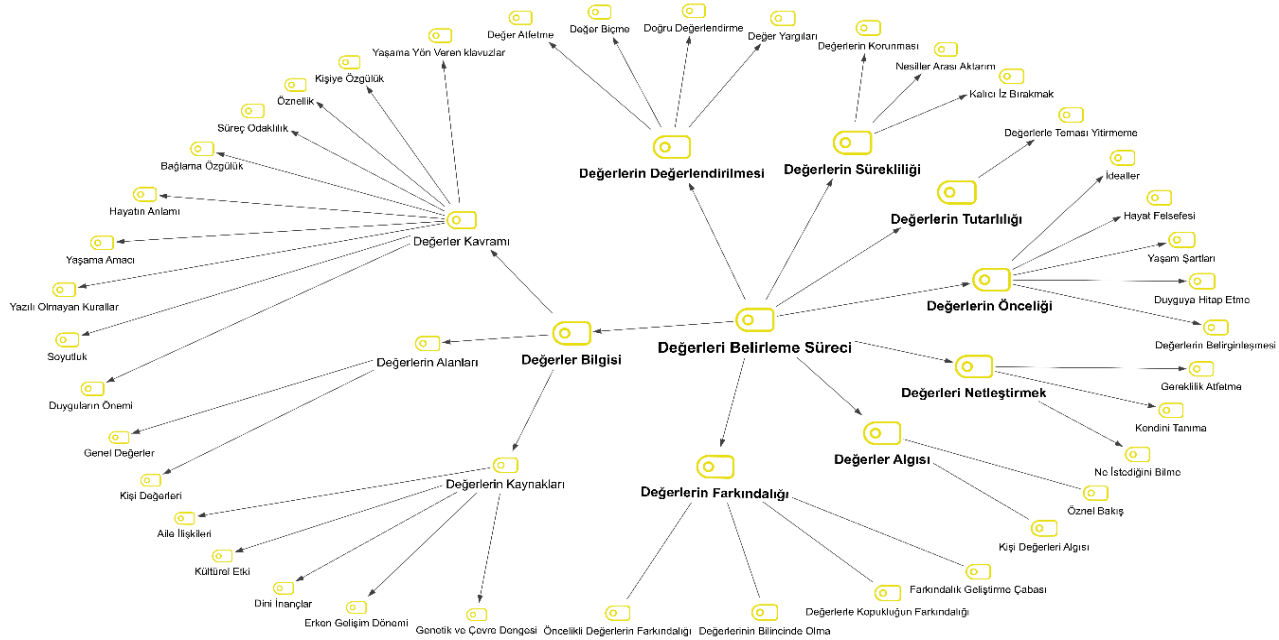 Değer Atfetme
Değer Biçme
Doğru Değerlendirme
Değer Yargıları
Yaşama Yön Veren klavuzlar
Değerlerin Korunması
Nesiller Arası Aktarım
Kişiye Özgülük
Kalıcı İz Bırakmak
Öznellik
Süreç Odaklılık
Değerlerle Teması Yitirmeme
Bağlama Özgülük
Değerlerin Değerlendirilmesi
Değerlerin Sürekliliği
İdealler
Hayatın Anlamı
Değerlerin Tutarlılığı
Hayat Felsefesi
Değerler Kavramı
Yaşama Amacı
Yaşam Şartları
Yazılı Olmayan Kurallar
Değerlerin Önceliği
Duyguya Hitap Etme
Soyutluk
Değerler Bilgisi
Değerleri Belirleme Süreci
Değerlerin Belirginleşmesi
Değerlerin Alanları
Değerleri Netleştirmek
Gereklilik Atfetme
Duyguların Önemi
Kendini Tanıma
Genel Değerler
Değerler Algısı
Ne İstediğini Bilme
Kişi Değerleri
Değerlerin Kaynakları
Değerlerin Farkındalığı
Öznel Bakış
Aile İlişkileri
Kişi Değerleri Algısı
Kültürel Etki
Farkındalık Geliştirme Çabası
Dini İnançlar
Erken Gelişim Dönemi
Genetik ve Çevre Dengesi
Öncelikli Değerlerin Farkındalığı
Değerlerinin Bilincinde Olma
Değerlerle Kopukluğun Farkındalığı